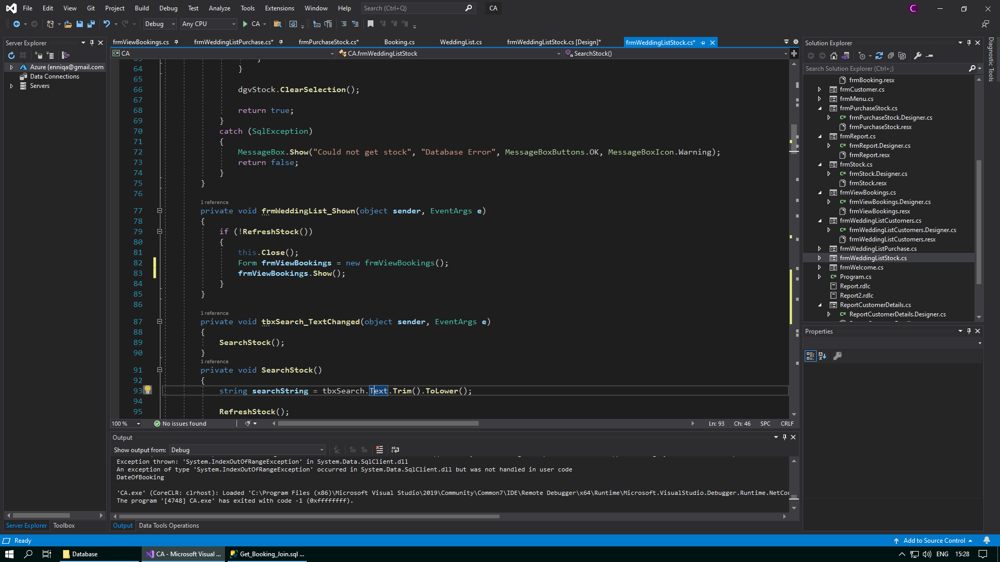 File Edit View Git Project Build Debug Test Analyze Tools Extensions Window Help Search (Ctrl+Q) CA C
Debug Any CPU CA
Server Explorer
Azure (enniqa@gmail.com
Data Connections
Servers
Server Explorer Toolbox
frmViewBookings.cs frmWeddingListPurchase.cs* frmPurchaseStock.cs* Booking.cs WeddingList.cs frmWeddingListStock.cs [Design]* frmWeddingListStock.cs*
CA CA.frmWeddingListStock SearchStock()
64 }
65
66 dgvStock.ClearSelection();
67
68 return true;
69 }
70 catch (SqlException)
71 {
72 MessageBox.Show("Could not get stock", "Database Error", MessageBoxButtons.OK, MessageBoxIcon.Warning);
73 return false;
74 }
75 }
76
1 reference
77 private void frmWeddingList_Shown(object sender, EventArgs e)
78 {
79 if (!RefreshStock())
80 {
81 this.Close();
82 Form frmViewBookings = new frmViewBookings();
83 frmViewBookings.Show();
84 }
85 }
86
1 reference
87 private void tbxSearch_TextChanged(object sender, EventArgs e)
88 {
89 SearchStock();
90 }
1 reference
91 private void SearchStock()
92 {
93 string searchString = tbxSearch.Text.Trim().ToLower();
94
95 RefreshStock();
100 % No issues found Ln: 93 Ch: 46 SPC CRLF
Output
Show output from: Debug
Exception thrown: 'System.IndexOutOfRangeException' in System.Data.SqlClient.dll
An exception of type 'System.IndexOutOfRangeException' occurred in System.Data.SqlClient.dll but was not handled in user code
DateOfBooking
'CA.exe' (CoreCLR: clrhost): Loaded 'C:\Program Files (x86)\Microsoft Visual Studio\2019\Community\Common7\IDE\Remote Debugger\x64\Runtime\Microsoft.VisualStudio.Debugger.Runtime.NetCor
The program '[4748] CA.exe' has exited with code -1 (0xffffffff).
Output Data Tools Operations
Solution Explorer
Search Solution Explorer (Ctrl+;)
frmBooking.resx
frmCustomer.cs
frmMenu.cs
frmPurchaseStock.cs
frmPurchaseStock.Designer.cs
frmPurchaseStock.resx
frmReport.cs
frmReport.Designer.cs
frmReport.resx
frmStock.cs
frmStock.Designer.cs
frmStock.resx
frmViewBookings.cs
frmViewBookings.Designer.cs
frmViewBookings.resx
frmWeddingListCustomers.cs
frmWeddingListCustomers.Designer.cs
frmWeddingListCustomers.resx
frmWeddingListPurchase.cs
frmWeddingListStock.cs
frmWelcome.cs
Program.cs
Report.rdlc
Report2.rdlc
ReportCustomerDetails.cs
ReportCustomerDetails.Designer.cs
Properties
Diagnostic Tools
Ready Add to Source Control
Database CA - Microsoft Visual ... Get_Booking_Join.sql ... ENG 15:28